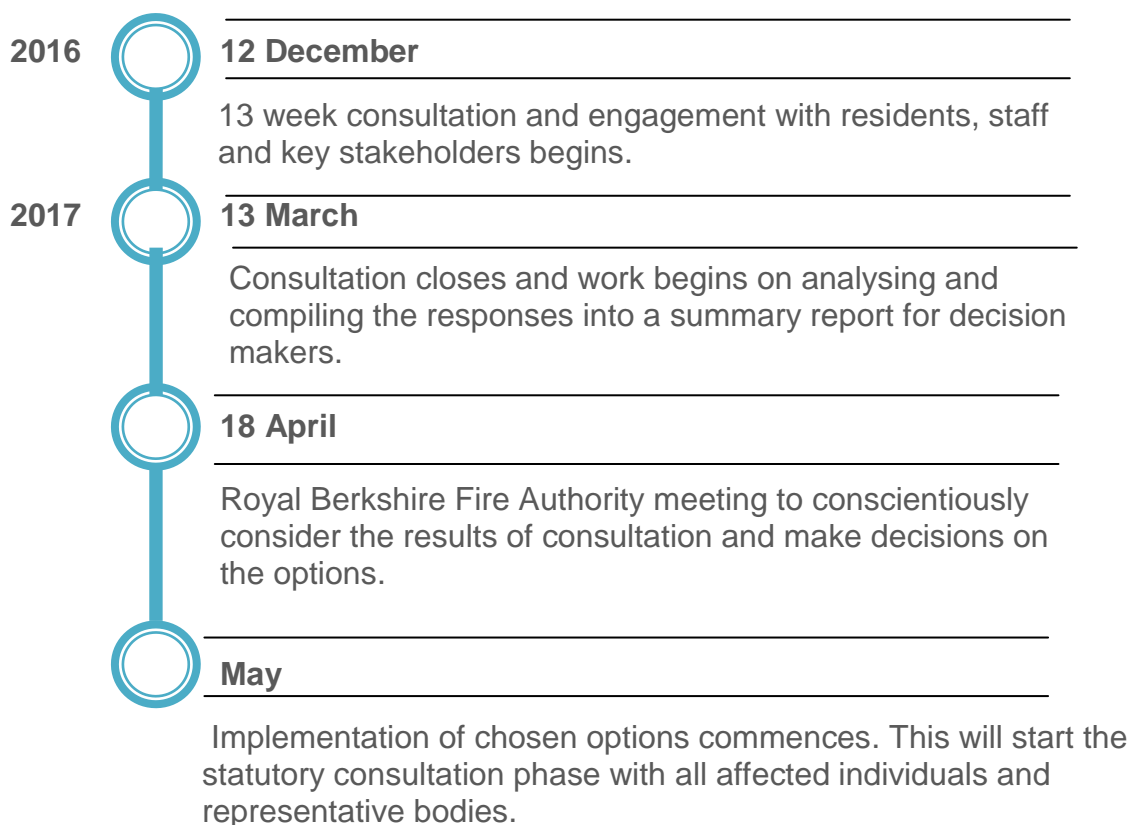 2016
12 December
13 week consultation and engagement with residents, staff
and key stakeholders begins.
2017
13 March
Consultation closes and work begins on analysing and
compiling the responses into a summary report for decision
makers.
18 April
Royal Berkshire Fire Authority meeting to conscientiously
consider the results of consultation and make decisions on
the options.
May
Implementation of chosen options commences. This will start the
statutory consultation phase with all affected individuals and
representative bodies.